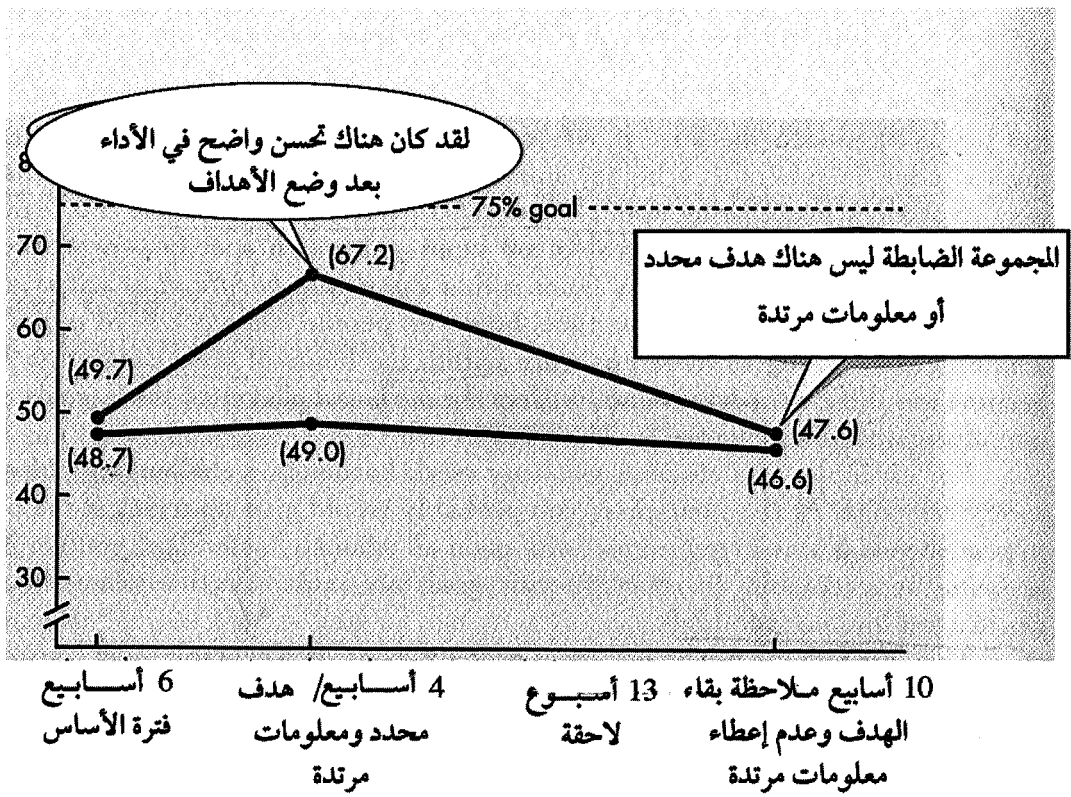 لقد كان هناك تحسن واضح في الأداء
بعد وضع الأهداف
8
75% goal
70
(67.2)
المجموعة الضابطة ليس هناك هدف محدد
أو معلومات مرتدة
60
(49.7)
50
(47.6)
(48.7)
(49.0)
(46.6)
40
30
6 أسابيع
فترة الأساس
4 أسابيع/ هدف
محدد ومعلومات
مرتدة
13 أسبوع
لاحقة
10 أسابيع ملاحظة بقاء
الهدف وعدم إعطاء
معلومات مرتدة